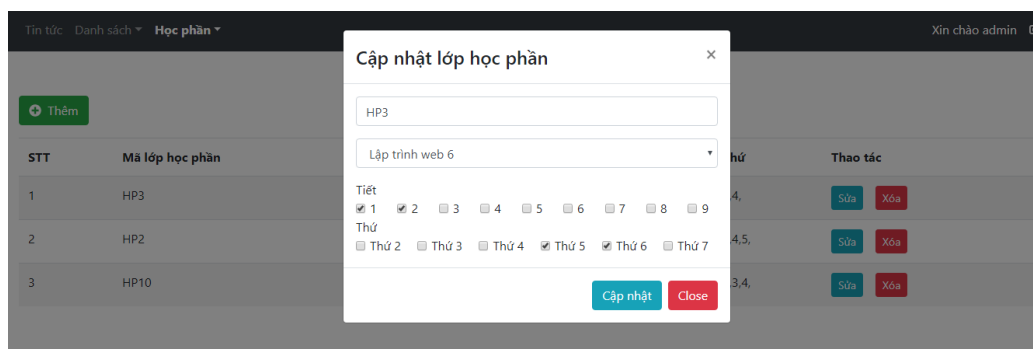 Tin tức Danh sách Học phần Xin chào admin
Cập nhật lớp học phần ×
Thêm
HP3
Lập trình web 6
STT Mã lớp học phần Thao tác
Tiết
1 2 3 4 5 6 7 8 9
Thứ
Thứ 2 Thứ 3 Thứ 4 Thứ 5 Thứ 6 Thứ 7
1 HP3 4, Sửa Xóa
2 HP2 4,5, Sửa Xóa
3 HP10 3,4, Sửa Xóa
Cập nhật Close